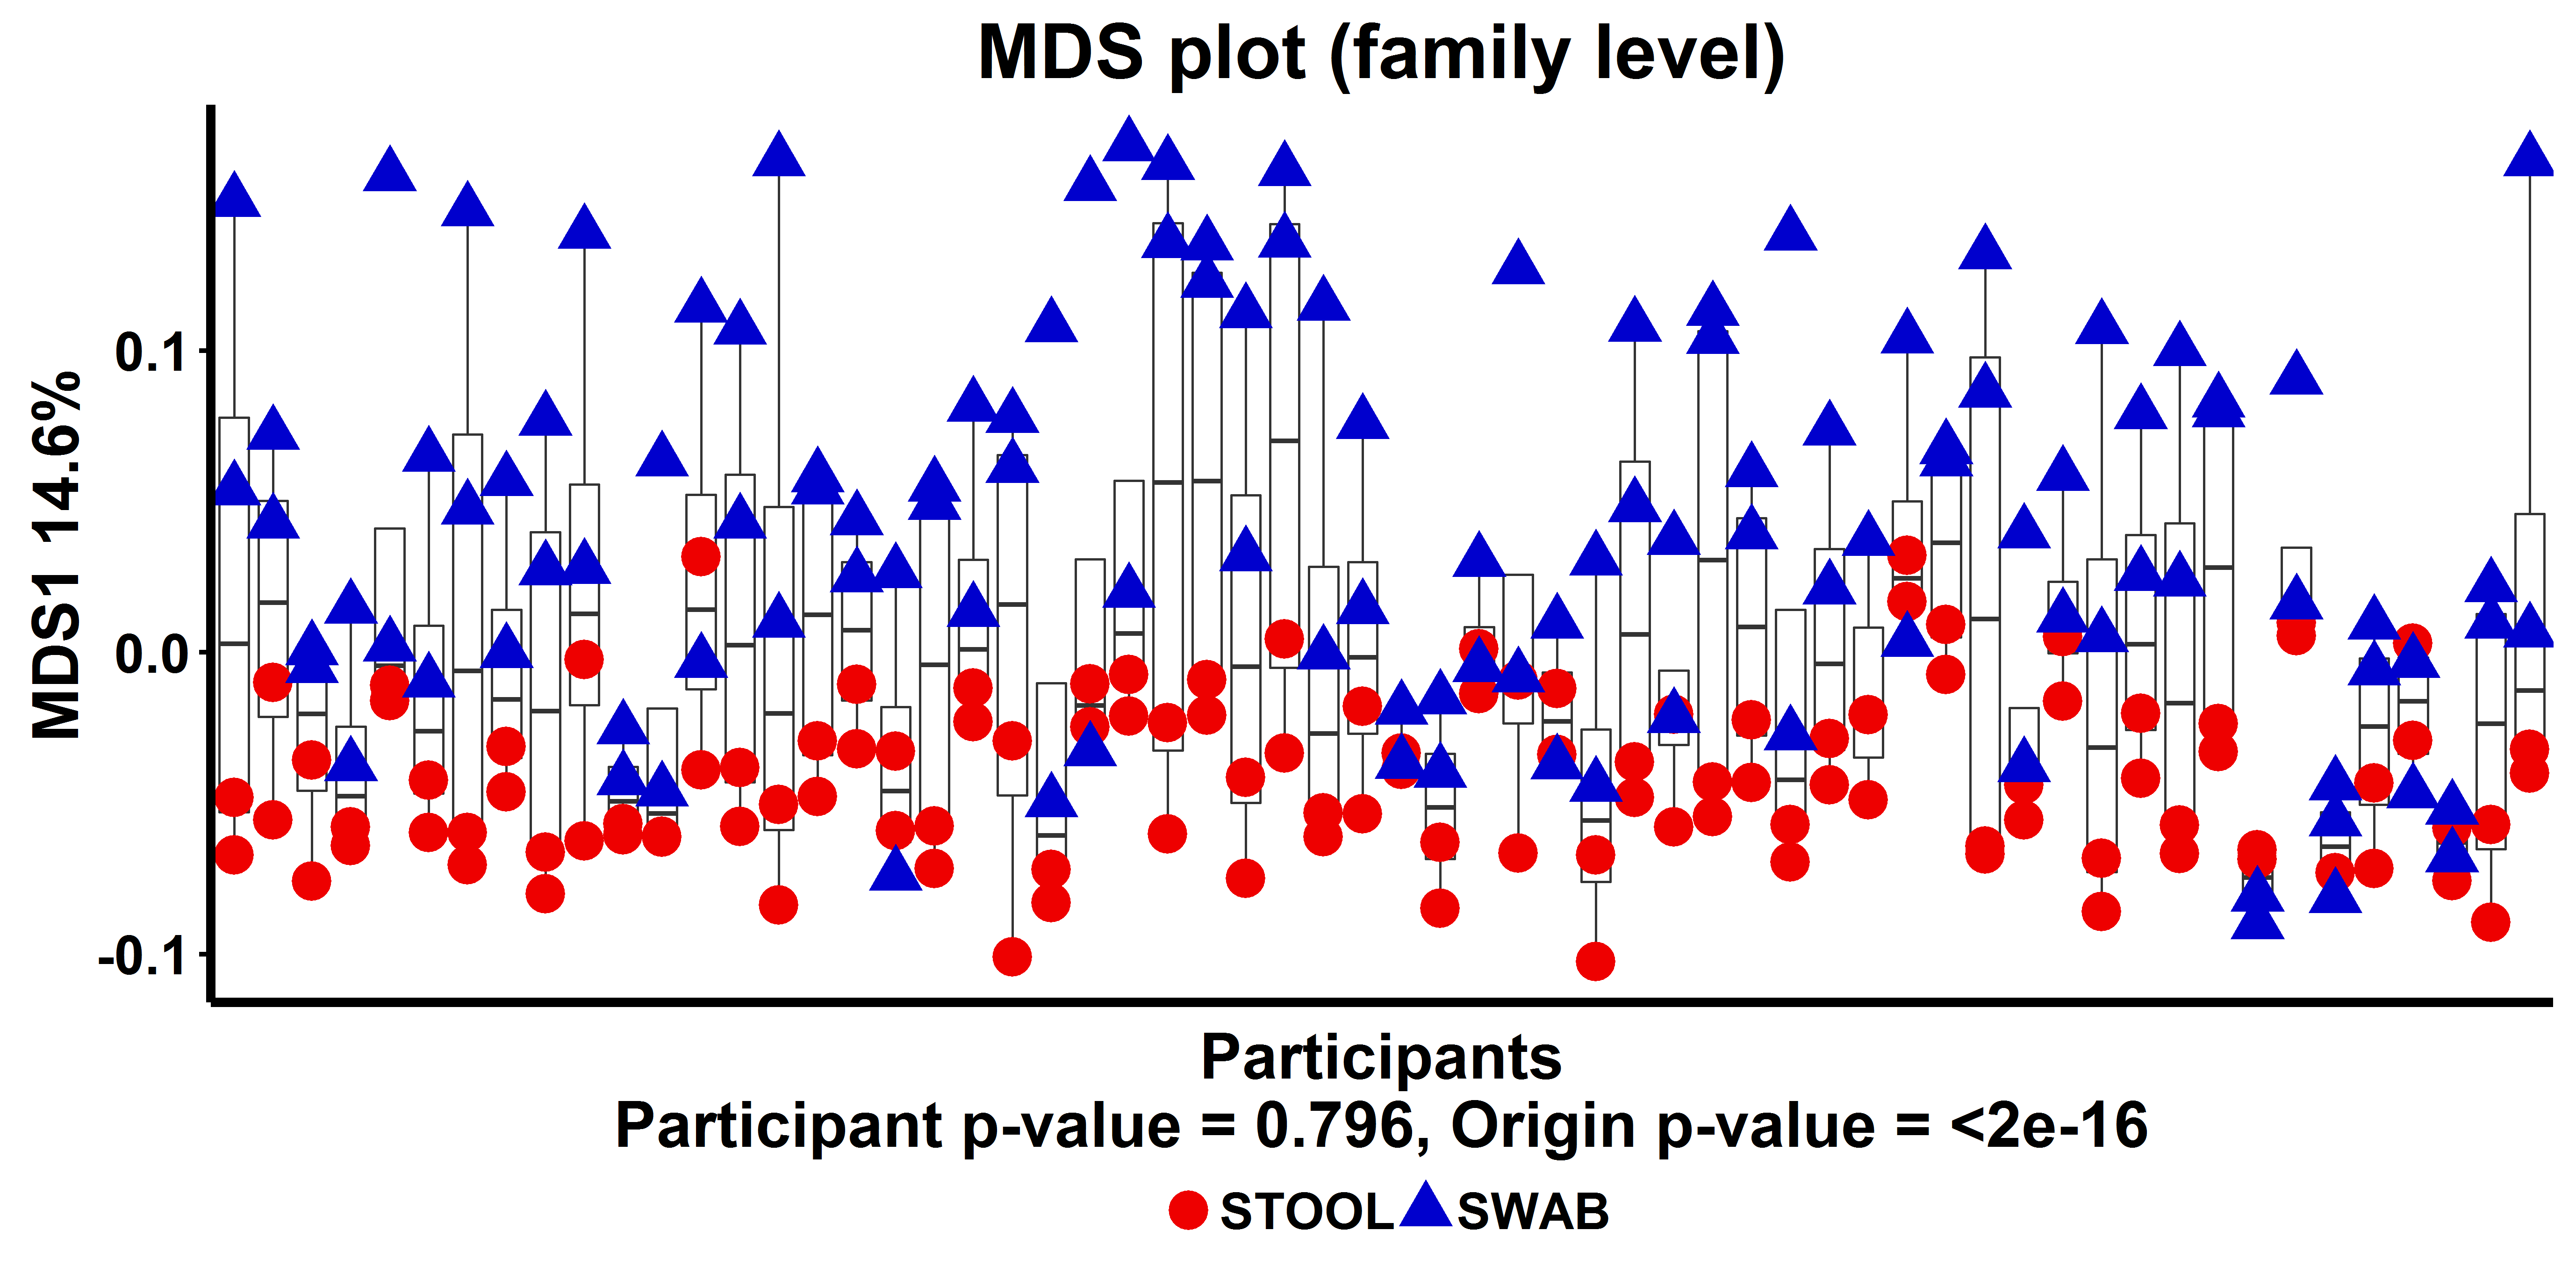 MDS plot (family level)
MDS1 14.6%
0.1
0.0
-0.1
Participants
Participant p-value = 0.796, Origin p-value = <2e-16
STOOL SWAB